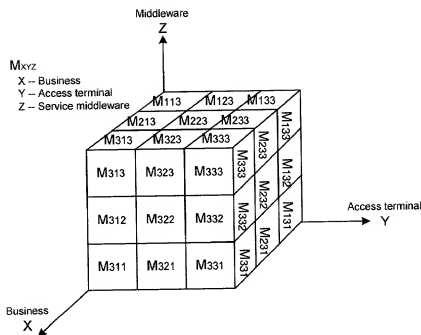 Middleware
Z
MXYZ
X -- Business
Y -- Access terminal
Z -- Service middleware
M113 M123 M133
M213 M223 M233
M313 M323 M333
M313 M323 M333
M312 M322 M332
M311 M321 M331
M333 M233 M133
M332 M232 M132
M331 M231 M131
Access terminal
Y
Business
X